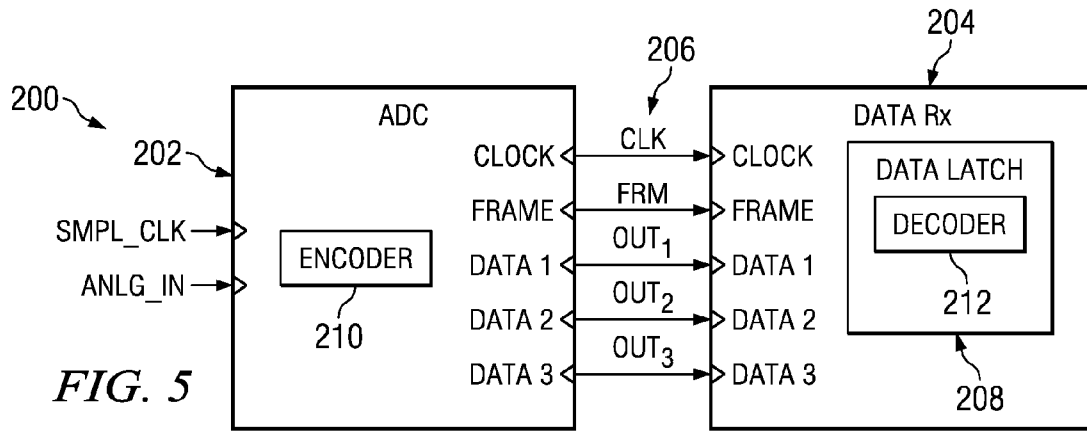 204
206
200
ADC
DATA Rx
202
CLOCK
CLK
CLOCK
DATA LATCH
FRAME
FRM
FRAME
DECODER
SMPL_CLK
ENCODER
OUT1
DATA 1
DATA 1
ANLG_IN
212
210
OUT2
DATA 2
DATA 2
OUT3
DATA 3
DATA 3
208
FIG. 5